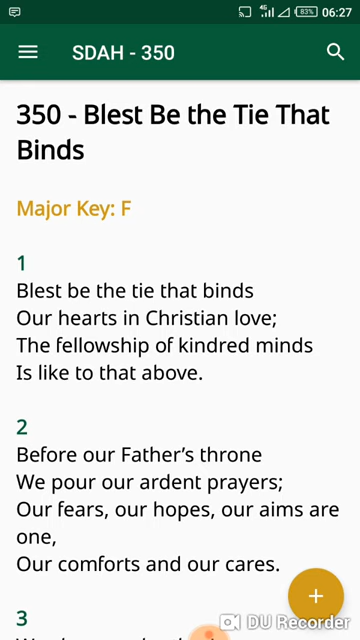 4G 83% 06:27
SDAH - 350
350 - Blest Be the Tie That
Binds
Major Key: F
1
Blest be the tie that binds
Our hearts in Christian love;
The fellowship of kindred minds
Is like to that above.
2
Before our Father’s throne
We pour our ardent prayers;
Our fears, our hopes, our aims are
one,
Our comforts and our cares.
3
DU Recorder